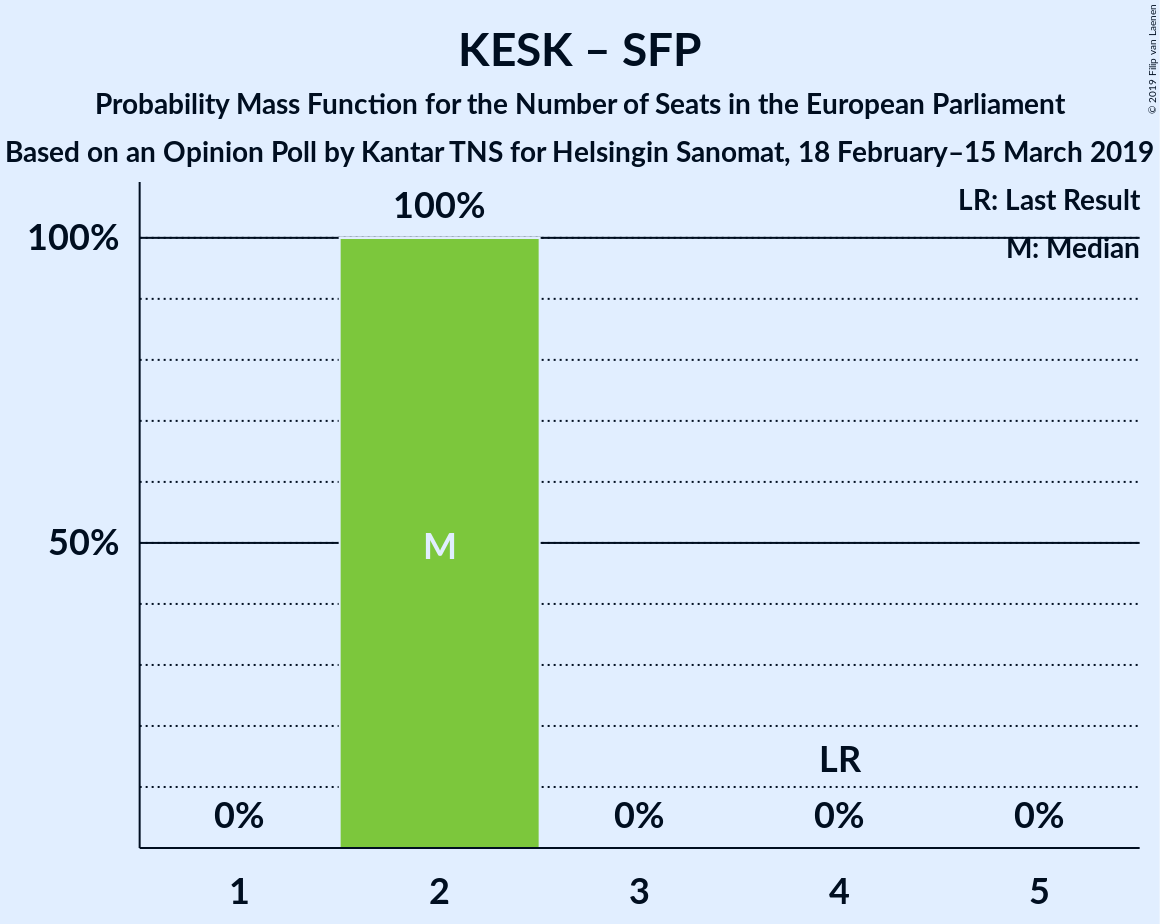 KESK – SFP
Probability Mass Function for the Number of Seats in the European Parliament
Based on an Opinion Poll by Kantar TNS for Helsingin Sanomat, 18 February–15 March 2019
© 2019 Filip van Laenen
LR: Last Result
M: Median
100%
100%
50%
M
LR
0%
0%
0%
0%
1
2
3
4
5